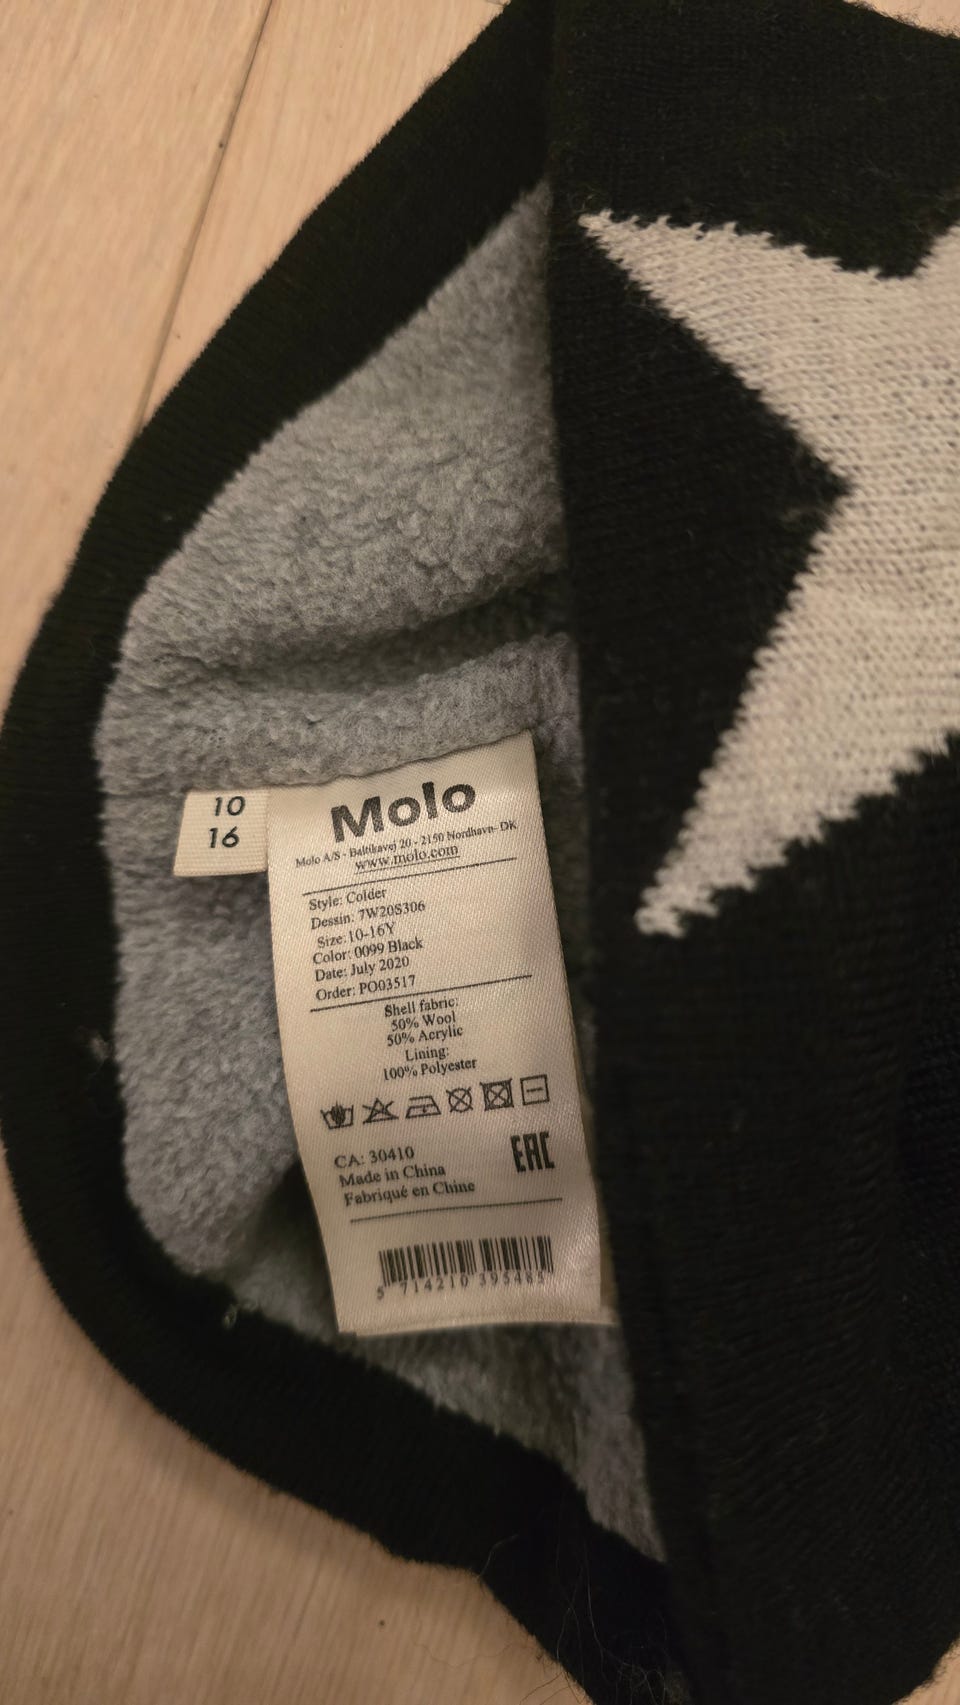 10
16
Molo
Molo A/S - Baltikavej 20 - 2150 Nordhavn- DK
www.molo.com
Style: Colder
Dessin: 7W20S306
Size:10-16Y
Color: 0099 Black
Date: July 2020
Order: PO03517
Shell fabric:
50% Wool
50% Acrylic
Lining:
100% Polyester
EAC
CA: 30410
Made in China
Fabriqué en Chine
5 714210 395485